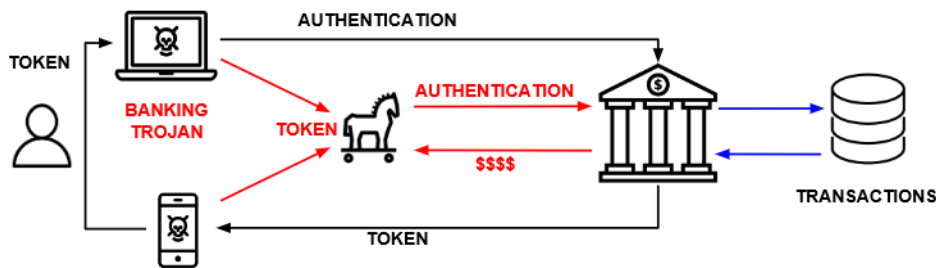 AUTHENTICATION
TOKEN
$
AUTHENTICATION
BANKING
TROJAN
TOKEN
$$$$
TRANSACTIONS
TOKEN